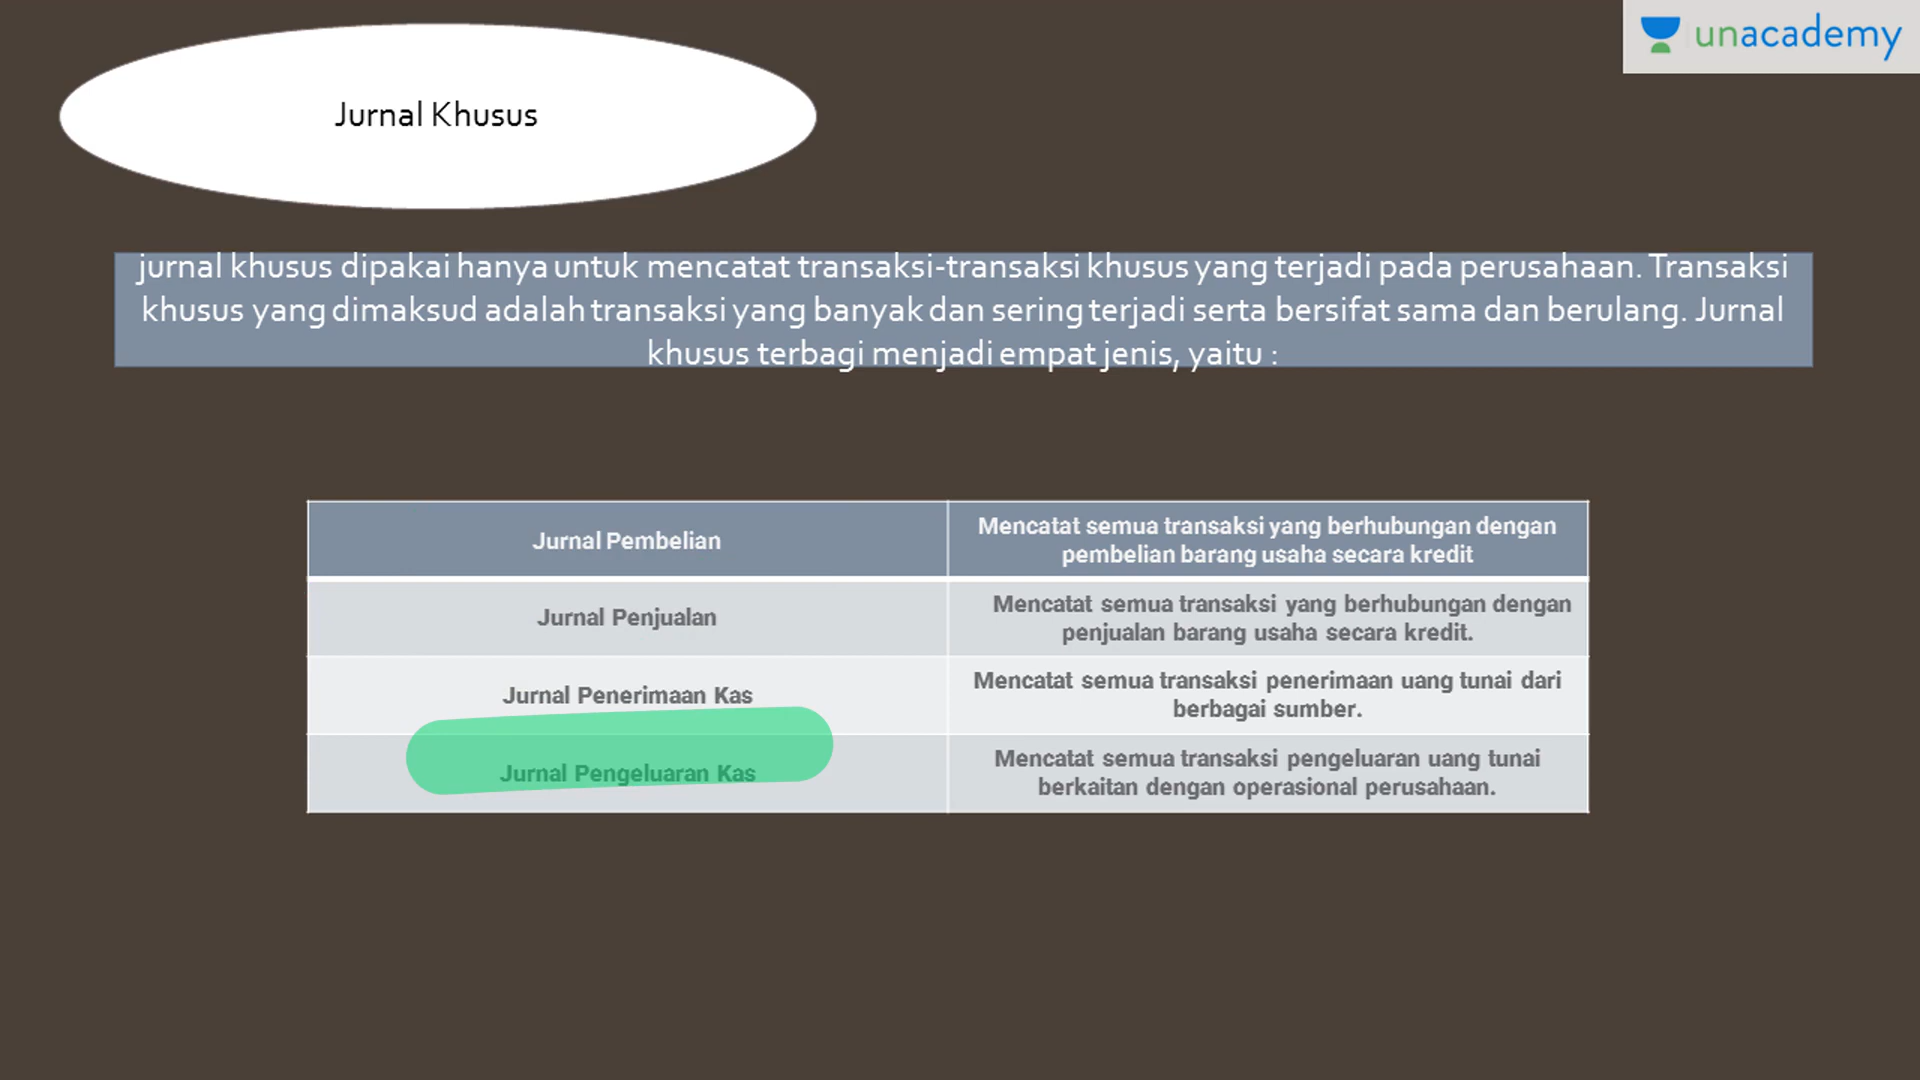 unacademy
Jurnal Khusus
jurnal khusus dipakai hanya untuk mencatat transaksi-transaksi khusus yang terjadi pada perusahaan. Transaksi
khusus yang dimaksud adalah transaksi yang banyak dan sering terjadi serta bersifat sama dan berulang. Jurnal
khusus terbagi menjadi empat jenis, yaitu :
Jurnal Pembelian
Mencatat semua transaksi yang berhubungan dengan
pembelian barang usaha secara kredit
Jurnal Penjualan
Mencatat semua transaksi yang berhubungan dengan
penjualan barang usaha secara kredit.
Jurnal Penerimaan Kas
Mencatat semua transaksi penerimaan uang tunai dari
berbagai sumber.
Jurnal Pengeluaran Kas
Mencatat semua transaksi pengeluaran uang tunai
berkaitan dengan operasional perusahaan.